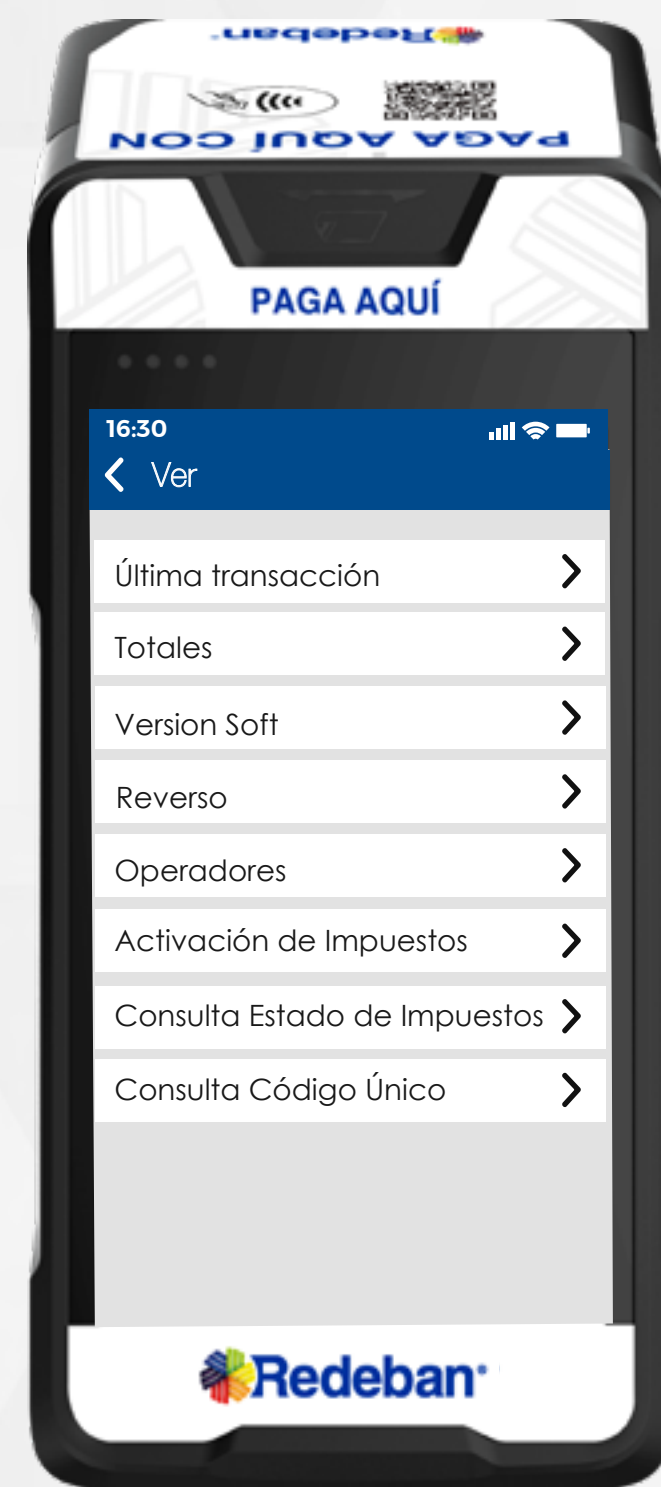 Redeban
PAGA AQUÍ CON
PAGA AQUÍ
16:30
Ver
Última transacción
Totales
Version Soft
Reverso
Operadores
Activación de Impuestos
Consulta Estado de Impuestos
Consulta Código Único
Redeban